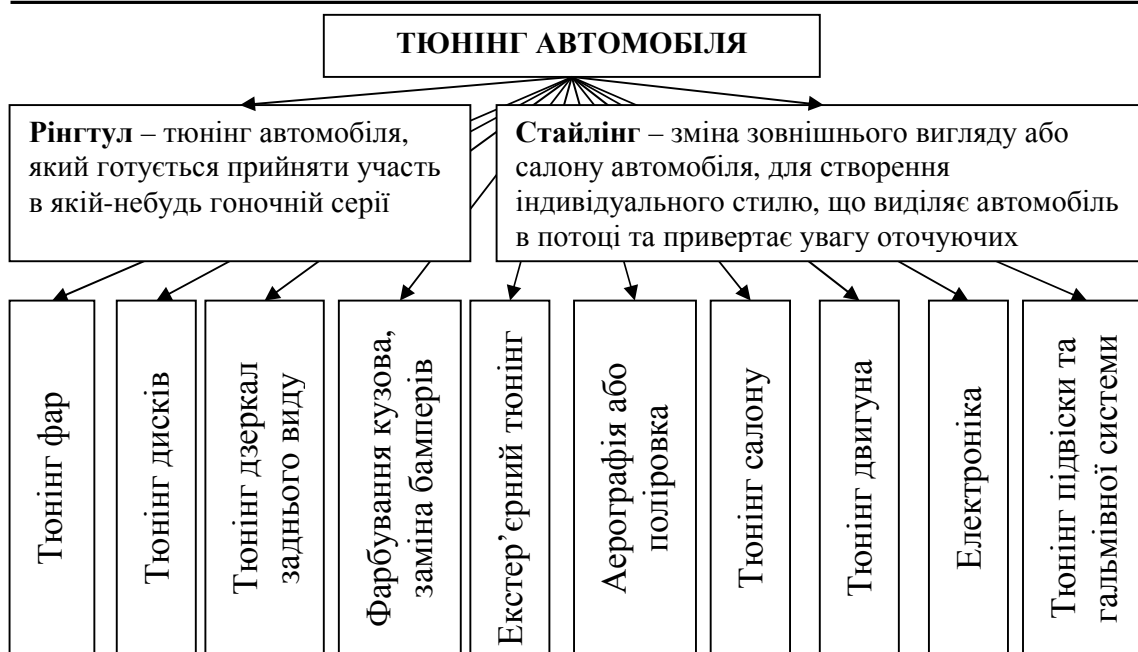 ТЮНІНГ АВТОМОБІЛЯ
Рінгтул – тюнінг автомобіля,
який готується прийняти участь
в якій-небудь гоночній серії
Стайлінг – зміна зовнішнього вигляду або
салону автомобіля, для створення
індивідуального стилю, що виділяє автомобіль
в потоці та привертає увагу оточуючих
Тюнінг фар
Тюнінг дисків
Тюнінг дзеркал
заднього виду
Фарбування кузова,
заміна бамперів
Екстер’єрний тюнінг
Аерографія або
поліровка
Тюнінг салону
Тюнінг двигуна
Електроніка
Тюнінг підвіски та
гальмівної системи